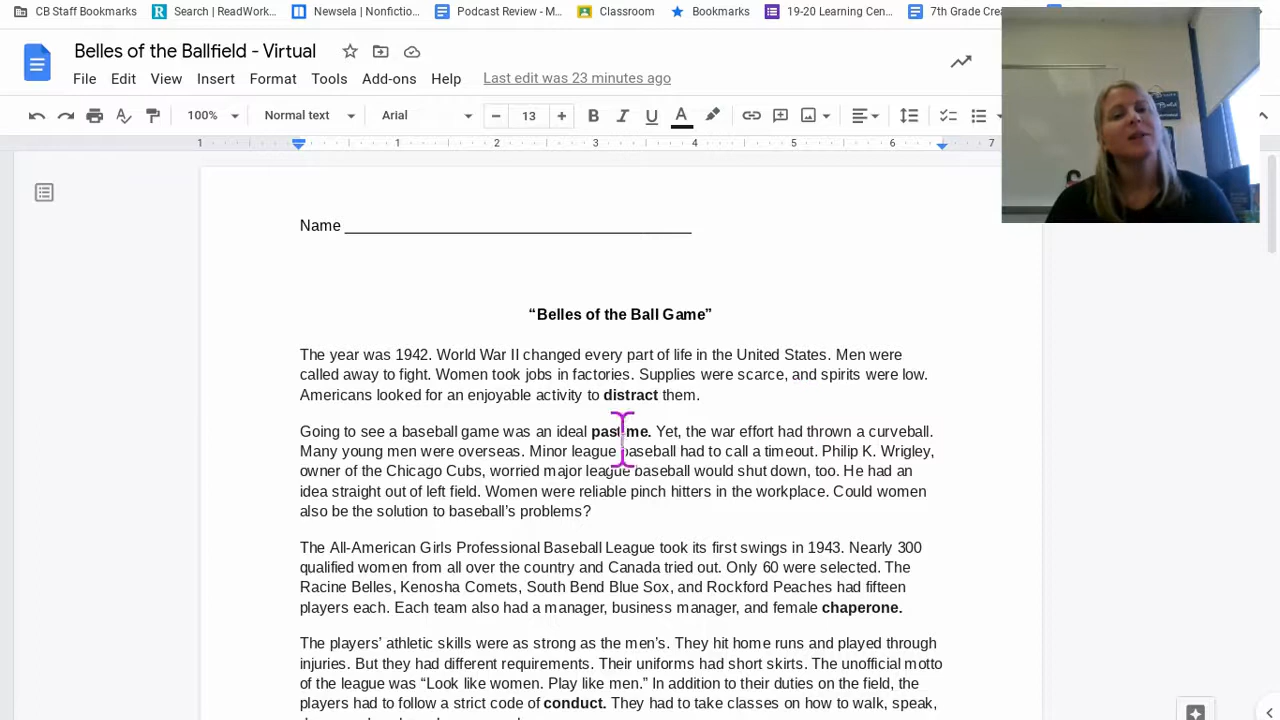 CB Staff Bookmarks
Search | ReadWork...
Newsela | Nonfictio...
Podcast Review - M...
Classroom
Bookmarks
19-20 Learning Cen...
7th Grade Crea
Belles of the Ballfield - Virtual
File Edit View Insert Format Tools Add-ons Help Last edit was 23 minutes ago
100% Normal text Arial 13 B I U A
1 1 2 3 4 5 6 7
Name ________________________________________
“Belles of the Ball Game”
The year was 1942. World War II changed every part of life in the United States. Men were
called away to fight. Women took jobs in factories. Supplies were scarce, and spirits were low.
Americans looked for an enjoyable activity to distract them.
Going to see a baseball game was an ideal pastime. Yet, the war effort had thrown a curveball.
Many young men were overseas. Minor league baseball had to call a timeout. Philip K. Wrigley,
owner of the Chicago Cubs, worried major league baseball would shut down, too. He had an
idea straight out of left field. Women were reliable pinch hitters in the workplace. Could women
also be the solution to baseball’s problems?
The All-American Girls Professional Baseball League took its first swings in 1943. Nearly 300
qualified women from all over the country and Canada tried out. Only 60 were selected. The
Racine Belles, Kenosha Comets, South Bend Blue Sox, and Rockford Peaches had fifteen
players each. Each team also had a manager, business manager, and female chaperone.
The players’ athletic skills were as strong as the men’s. They hit home runs and played through
injuries. But they had different requirements. Their uniforms had short skirts. The unofficial motto
of the league was “Look like women. Play like men.” In addition to their duties on the field, the
players had to follow a strict code of conduct. They had to take classes on how to walk, speak,